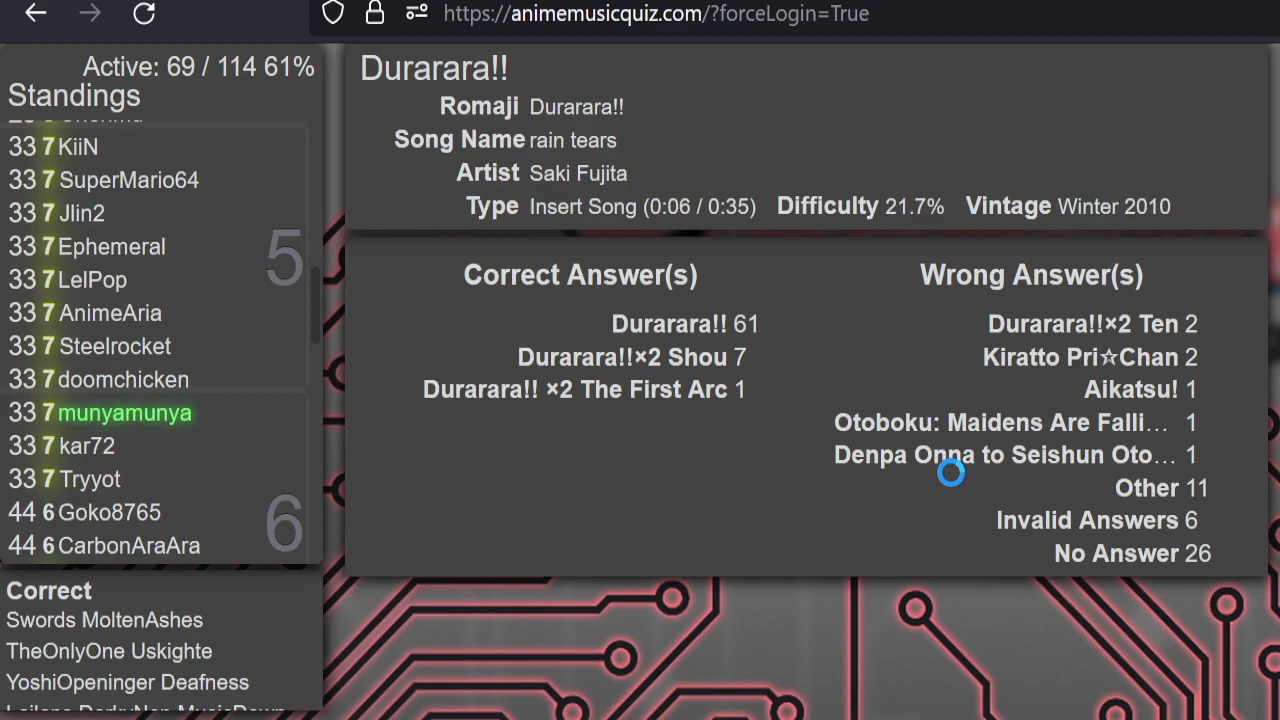 https://animemusicquiz.com/?forceLogin=True
Active: 69 / 114 61%
Standings
33 7 KiiN
33 7 SuperMario64
33 7 Jlin2
33 7 Ephemeral
33 7 LelPop
33 7 AnimeAria
33 7 Steelrocket
33 7 doomchicken
5
33 7 munyamunya
33 7 kar72
33 7 Tryyot
44 6 Goko8765
44 6 CarbonAraAra
6
Correct
Swords MoltenAshes
TheOnlyOne Uskighte
YoshiOpeninger Deafness
Durarara!!
Romaji Durarara!!
Song Name rain tears
Artist Saki Fujita
Type Insert Song (0:06 / 0:35) Difficulty 21.7% Vintage Winter 2010
Correct Answer(s)
Durarara!! 61
Durarara!!×2 Shou 7
Durarara!! ×2 The First Arc 1
Wrong Answer(s)
Durarara!!×2 Ten 2
Kiratto Pri☆Chan 2
Aikatsu! 1
Otoboku: Maidens Are Falli... 1
Denpa Onna to Seishun Oto... 1
Other 11
Invalid Answers 6
No Answer 26